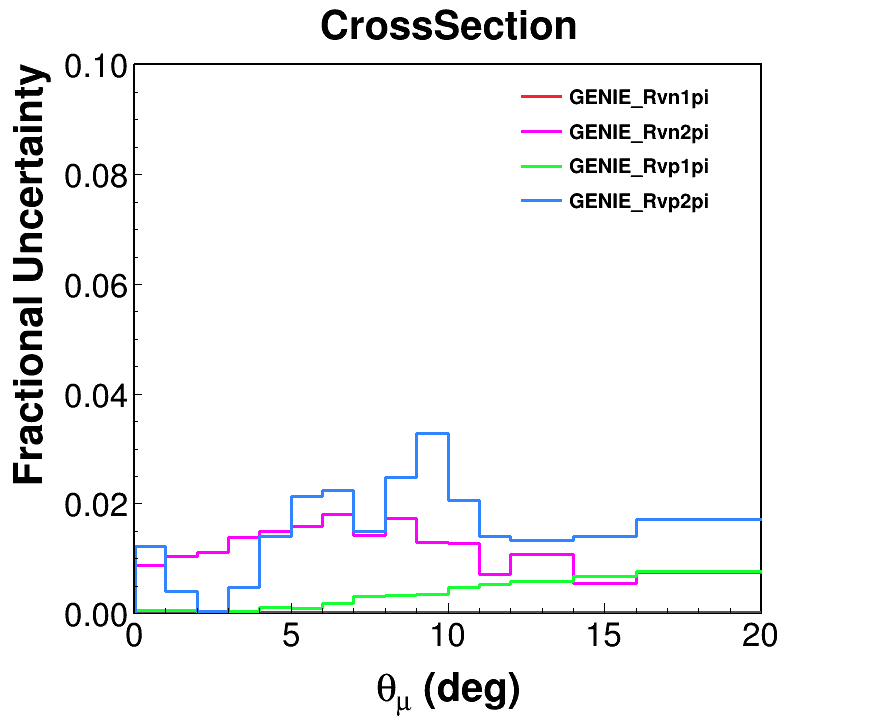 CrossSection
Fractional Uncertainty
0.10
0.08
0.06
0.04
0.02
0.00
GENIE_Rvn1pi
GENIE_Rvn2pi
GENIE_Rvp1pi
GENIE_Rvp2pi
0 5 10 15 20
θμ (deg)